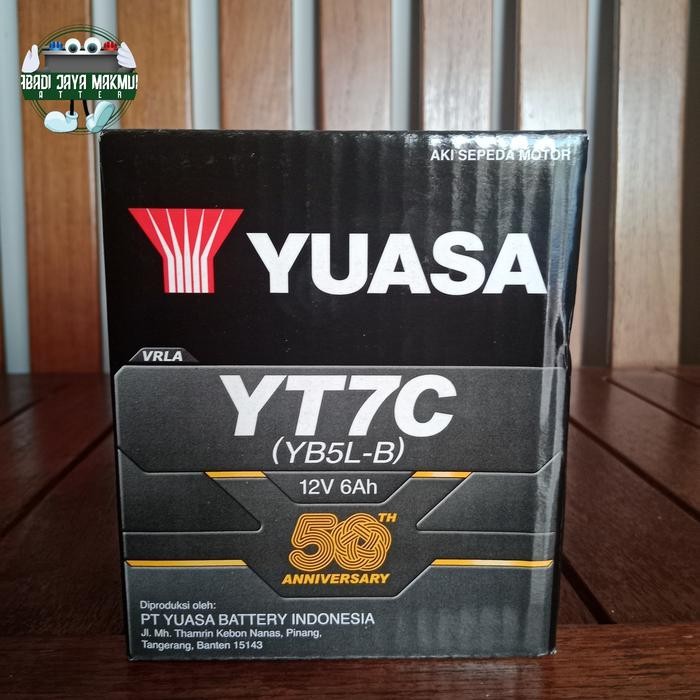 ABADI JAYA MAKMUR
AKI SEPEDA MOTOR
YUASA
VRLA
YT7C
(YB5L-B)
12V 6Ah
50TH
ANNIVERSARY
Diproduksi oleh:
PT YUASA BATTERY INDONESIA
Jl. Mh. Thamrin Kebon Nanas, Pinang,
Tangerang, Banten 15143